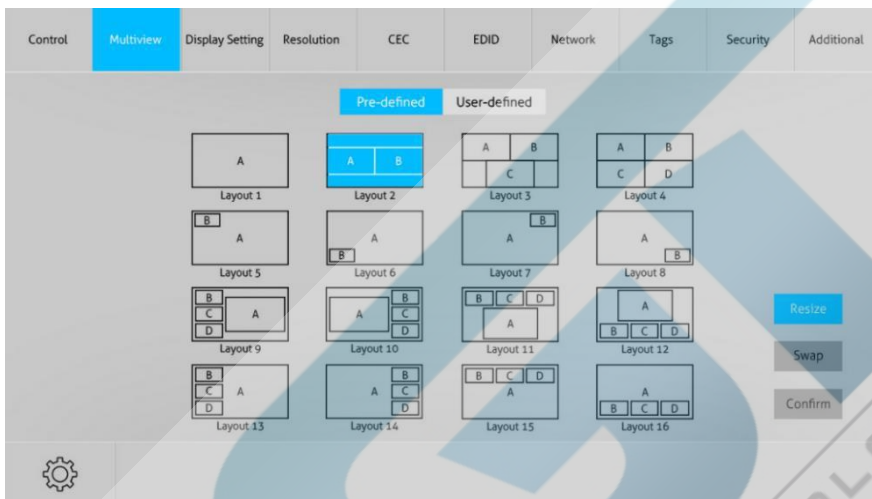 Control Multiview Display Setting Resolution CEC EDID Network Tags Security Additional
Pre-defined User-defined
A
A B
A B
C
A B
C D
Layout 1 Layout 2 Layout 3 Layout 4
B
A
A
B
B
A
A
B
Layout 5 Layout 6 Layout 7 Layout 8
B
C A
D
B
A C
D
B C D
A
A
B C D
Layout 9 Layout 10 Layout 11 Layout 12
Resize
B
C A
D
B
A C
D
B C D
A
A
B C D
Layout 13 Layout 14 Layout 15 Layout 16
Swap
Confirm